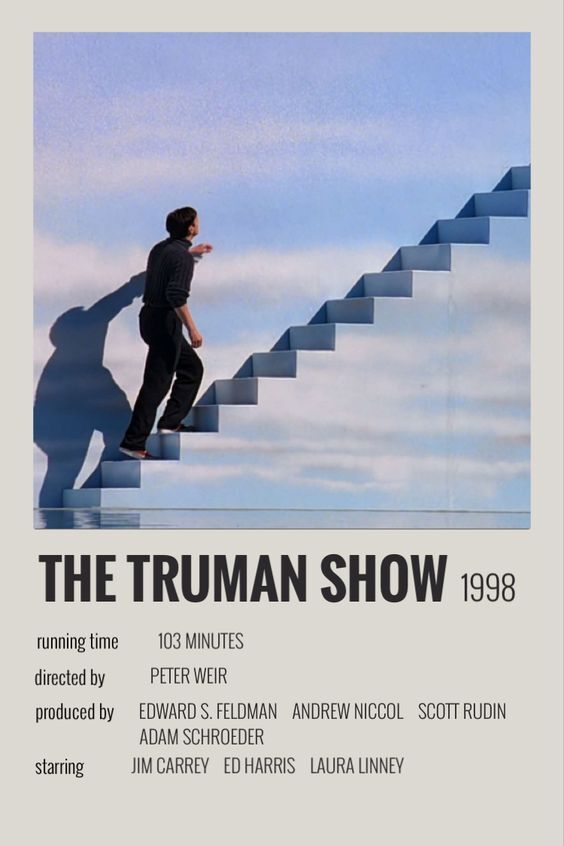 THE TRUMAN SHOW 1998
running time 103 MINUTES
directed by PETER WEIR
produced by EDWARD S. FELDMAN ANDREW NICCOL SCOTT RUDIN
ADAM SCHROEDER
starring JIM CARREY ED HARRIS LAURA LINNEY